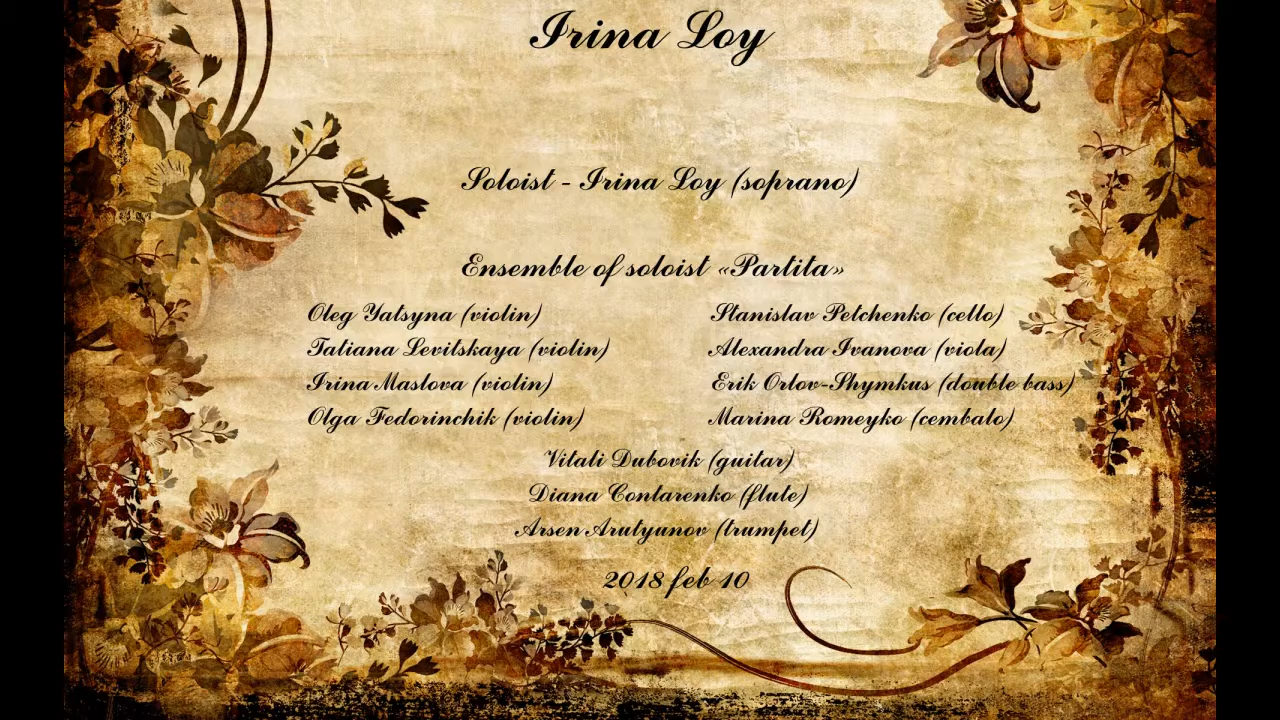 Irina Loy
Soloist - Irina Loy (soprano)
Ensemble of soloist «Partita»
Oleg Yatsyna (violin)
Tatiana Levitskaya (violin)
Irina Maslova (violin)
Olga Fedorinchik (violin)
Stanislav Petchenko (cello)
Alexandra Ivanova (viola)
Erik Orlov-Shymkus (double bass)
Marina Romeyko (cembalo)
Vitali Dubovik (guitar)
Diana Contarenko (flute)
Arsen Arutyunov (trumpet)
2018 feb 10